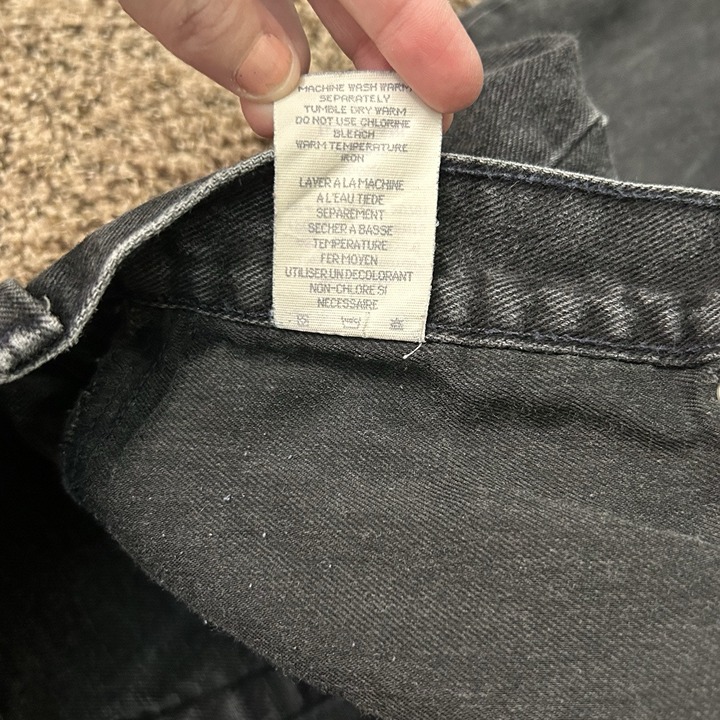 MACHINE WASH WARM
SEPARATELY
TUMBLE DRY WARM
DO NOT USE CHLORINE
BLEACH
WARM TEMPERATURE
IRON
LAVER A LA MACHINE
A L'EAU TIEDE
SEPAREMENT
SECHER A BASSE
TEMPERATURE
FER MOYEN
UTILISER UN DECOLORANT
NON-CHLORE SI
NECESSAIRE